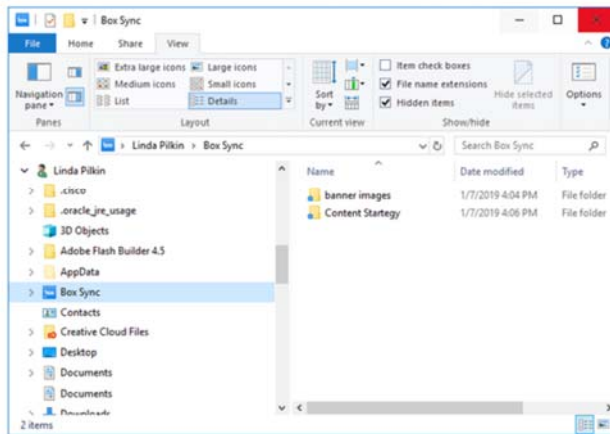 Box Sync
File Home Share View
Extra large icons Large icons
Medium icons Small icons
List Details
Navigation pane
Sort by
Item check boxes
File name extensions
Hidden items
Hide selected items
Options
Panes Layout Current view Show/hide
Linda Pilkin > Box Sync
Search Box Sync
Name Date modified Type
banner images 1/7/2019 4:04 PM File folder
Content Startegy 1/7/2019 4:06 PM File folder
Linda Pilkin
.cisco
.oracle_jre_usage
3D Objects
Adobe Flash Builder 4.5
AppData
Box Sync
Contacts
Creative Cloud Files
Desktop
Documents
Documents
Downloads
2 items